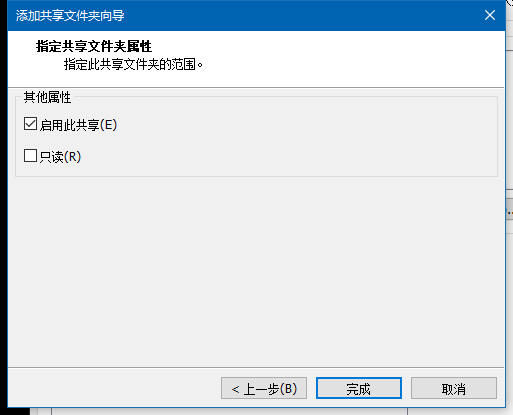 添加共享文件夹向导
指定共享文件夹属性
指定此共享文件夹的范围。
其他属性
启用此共享(E)
只读(R)
< 上一步(B)
完成
取消